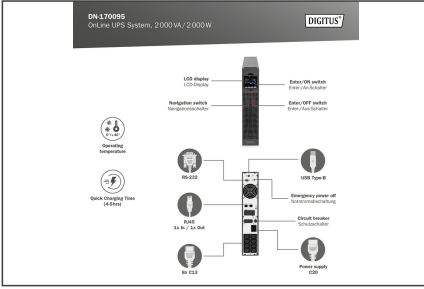 DN-170095
OnLine UPS System, 2000VA/2000W
DIGITUS®
LCD display
LCD-Display
Enter/ON switch
Enter-/An-Schalter
Navigation switch
Navigationsschalter
Enter/OFF switch
Enter-/Aus-Schalter
Operating
temperature
RS-232
USB Type-B
Emergency power off
Notstromabschaltung
Quick Charging Time
(4-5hrs)
RJ45
1x In / 1x Out
Circuit breaker
Schutzschalter
8x C13
Power supply
C20